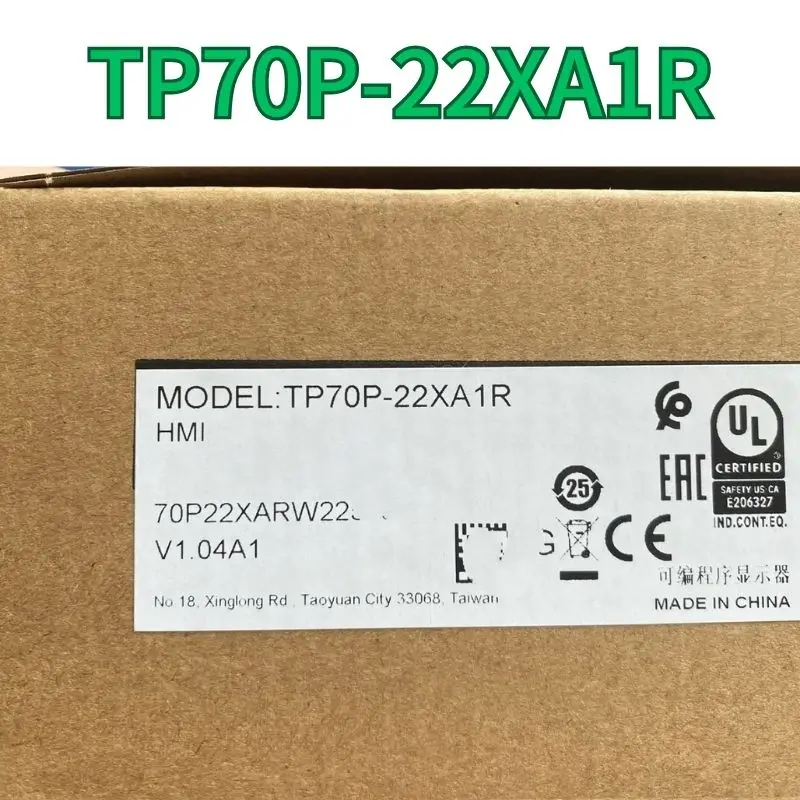 TP70P-22XA1R
MODEL:TP70P-22XA1R
HMI
UL
CERTIFIED
SAFETY US-CA
E206327
IND.CONT.EQ.
EAC
25
70P22XARW22
V1.04A1
CE
可编程序显示器
No.18, Xinglong Rd., Taoyuan City 33068, Taiwan
MADE IN CHINA